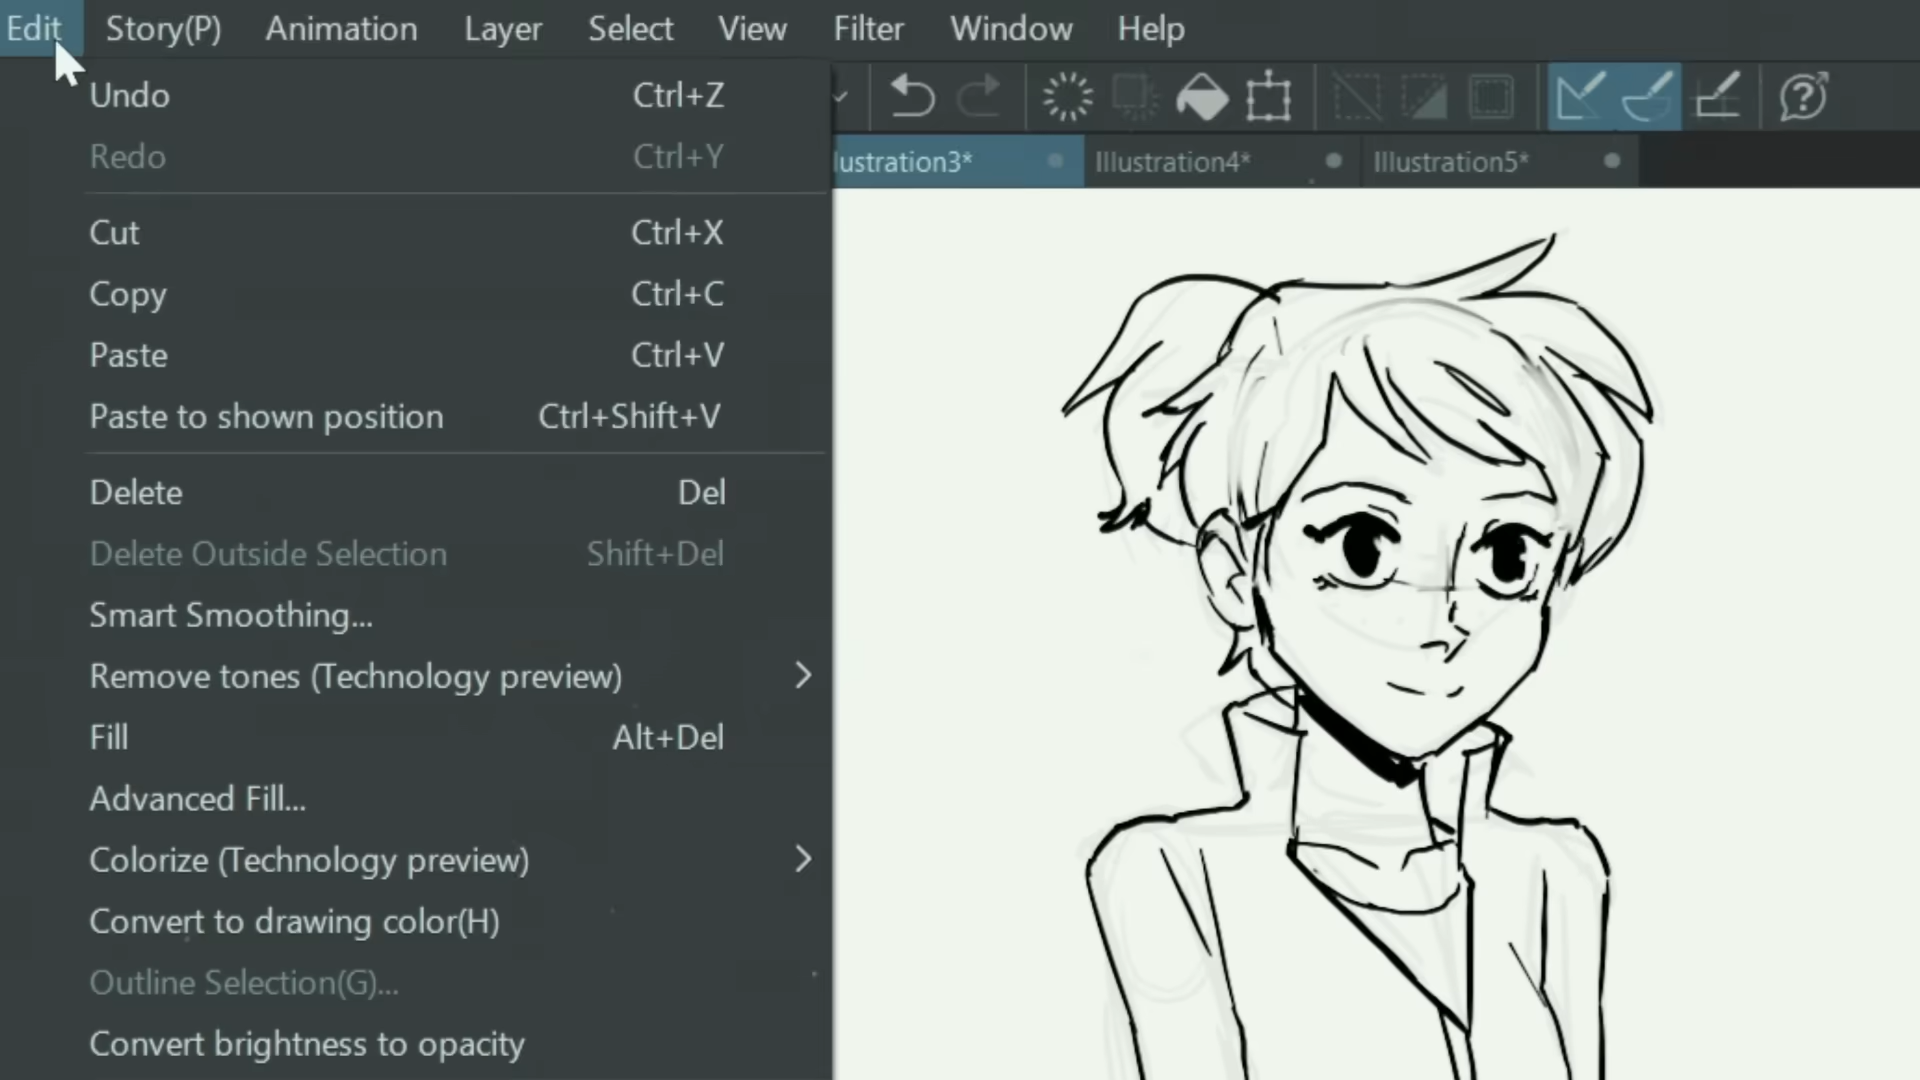 Edit Story(P) Animation Layer Select View Filter Window Help
lustration3* Illustration4* Illustration5*
Undo Ctrl+Z
Redo Ctrl+Y
Cut Ctrl+X
Copy Ctrl+C
Paste Ctrl+V
Paste to shown position Ctrl+Shift+V
Delete Del
Delete Outside Selection Shift+Del
Smart Smoothing...
Remove tones (Technology preview)
Fill Alt+Del
Advanced Fill...
Colorize (Technology preview)
Convert to drawing color(H)
Outline Selection(G)...
Convert brightness to opacity